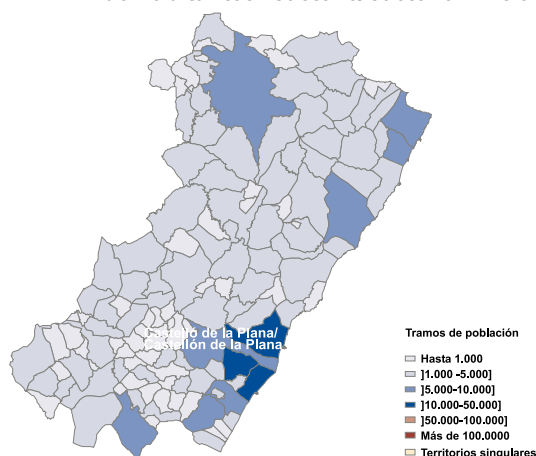 Castelló de la Plana/
Castellón de la Plana
Tramos de población
Hasta 1.000
]1.000 -5.000]
]5.000-10.000]
]10.000-50.000]
]50.000-100.000]
Más de 100.0000
Territorios singulares